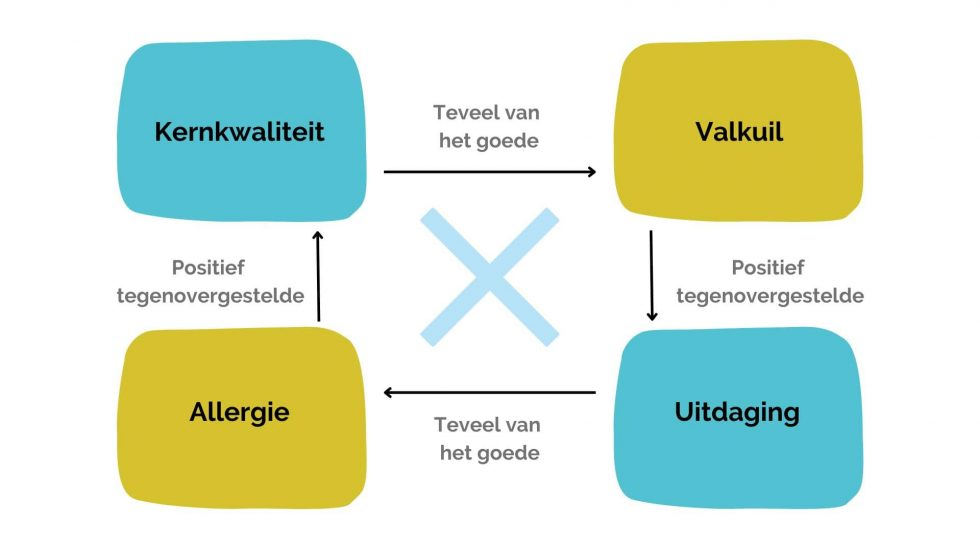 Kernkwaliteit
Teveel van
het goede
Valkuil
Positief
tegenovergestelde
Positief
tegenovergestelde
Allergie
Teveel van
het goede
Uitdaging